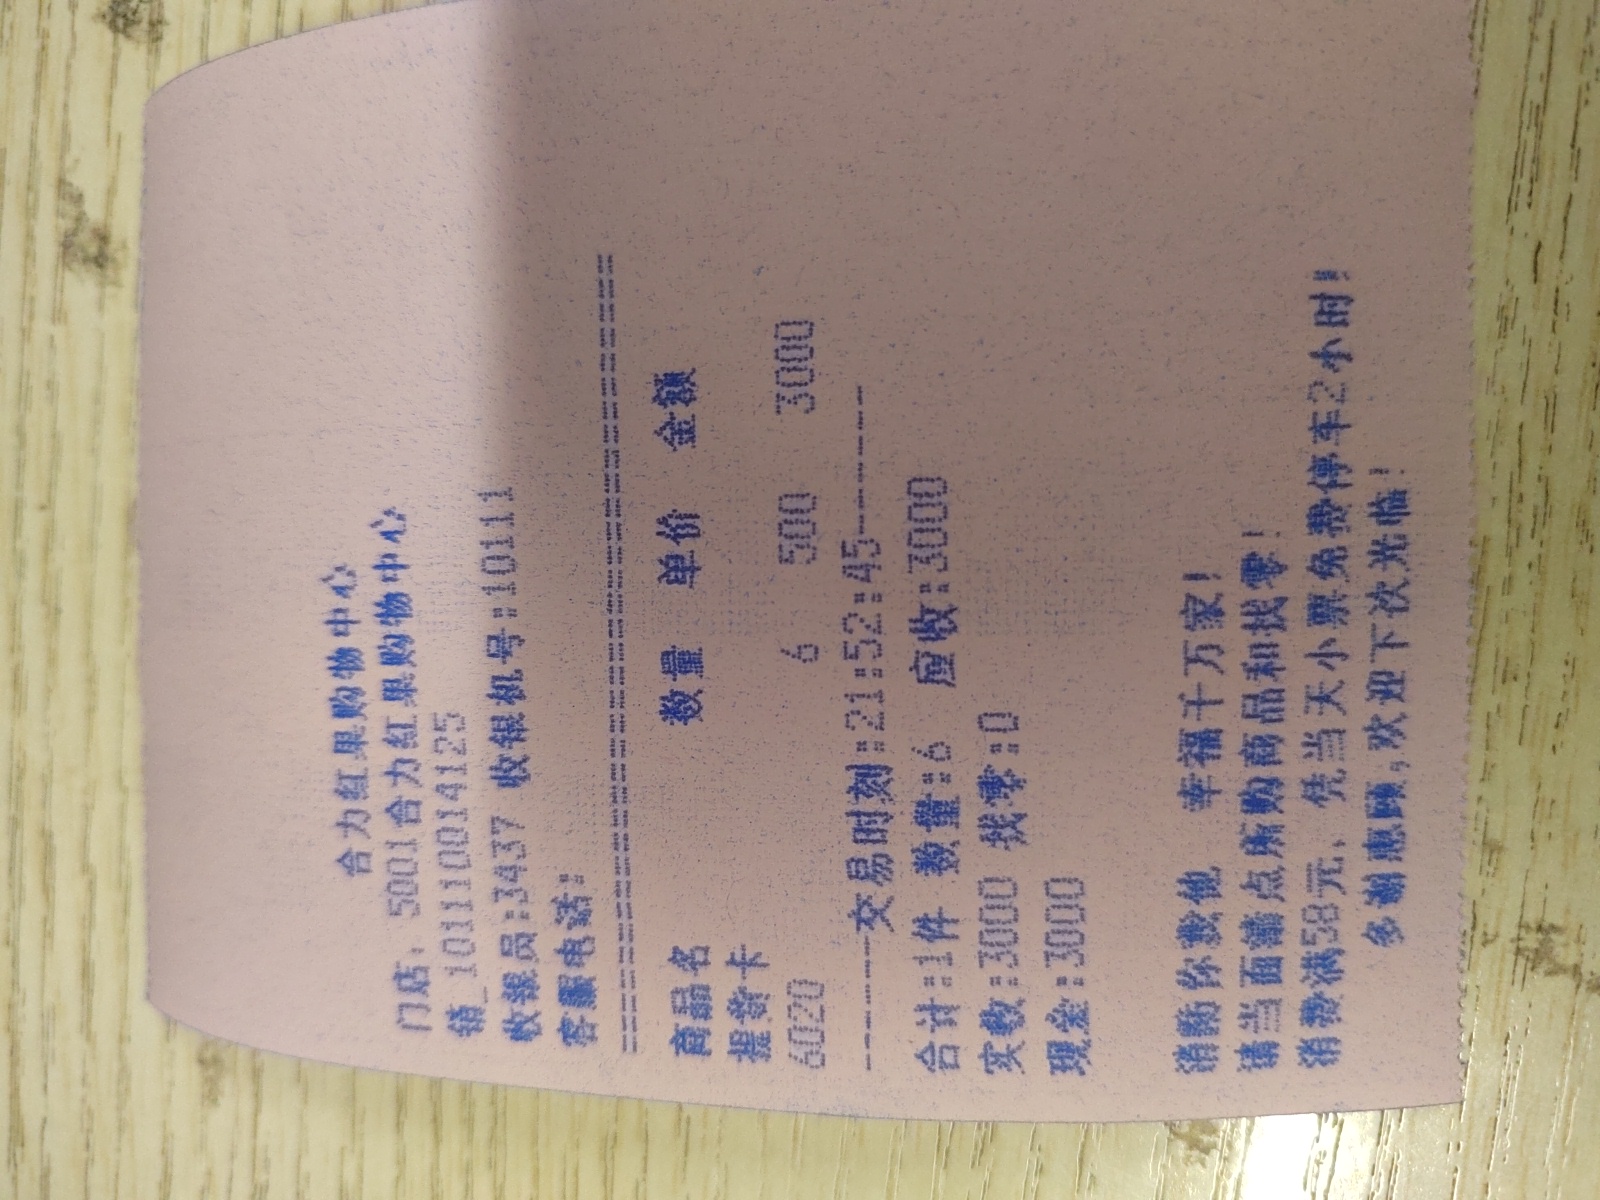 合力红果购物中心
门店: 5001合力红果购物中心
销_101110014125
收银员:3437 收银机号:10111
客服电话:
================================
商品名 数量 单价 金额
提货卡
6020 6 500 3000
--------交易时刻:21:52:45--------
合计:1件 数量:6 应收:3000
实数:3000 找零:0
现金:3000
消防你我他 幸福千万家!
请当面清点所购商品和找零!
消费满58元、凭当天小票免费停车2小时!
多谢惠顾,欢迎下次光临!